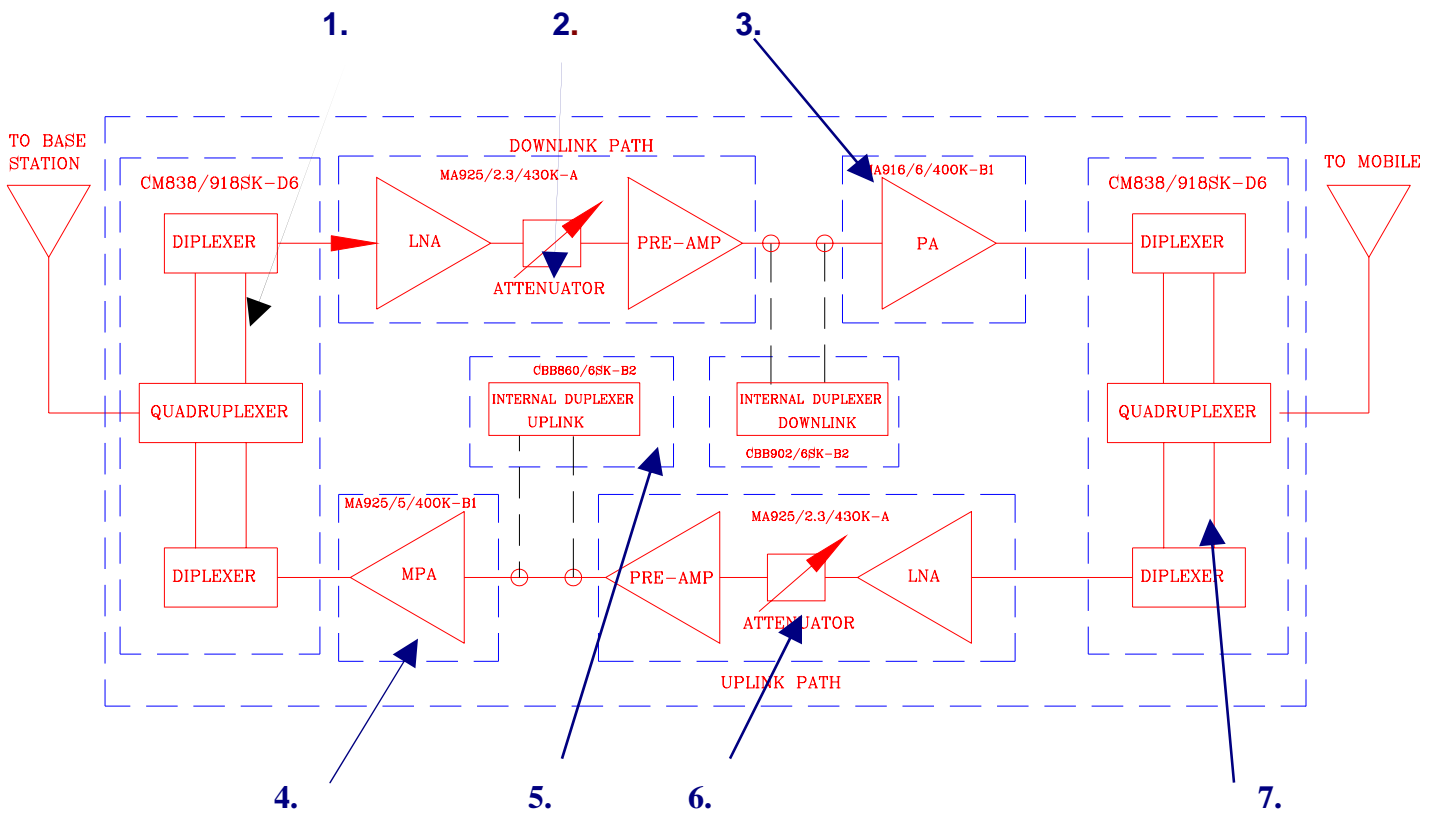 1. 2. 3.
TO BASE
STATION
DOWNLINK PATH
TO MOBILE
CM838/918SK-D6
MA925/2.3/430K-A
MA916/6/400K-B1
CM838/918SK-D6
DIPLEXER
LNA
PRE-AMP
PA
DIPLEXER
ATTENUATOR
CBB860/6SK-B2
QUADRUPLEXER
INTERNAL DUPLEXER
UPLINK
INTERNAL DUPLEXER
DOWNLINK
QUADRUPLEXER
CBB902/6SK-B2
MA925/5/400K-B1
MA925/2.3/430K-A
DIPLEXER
MPA
PRE-AMP
LNA
DIPLEXER
ATTENUATOR
UPLINK PATH
4. 5. 6. 7.